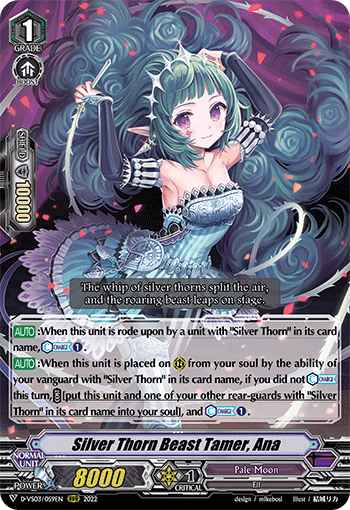 1
GRADE
BOOST
SHIELD 10000
The whip of silver thorns split the air,
and the roaring beast leaps on stage.
AUTO:When this unit is rode upon by a unit with "Silver Thorn" in its card
name, CHARGE 1.
AUTO:When this unit is placed on RC from your soul by the ability of
your vanguard with "Silver Thorn" in its card name, if you did not CHARGE
this turn, [put this unit and one of your other rear-guards with "Silver
Thorn" in its card name into your soul), and CHARGE 1.
Silver Thorn Beast Tamer, Ana
NORMAL
UNIT
POWER 8000 1 CRITICAL
Pale Moon
Elf
D-VS03/059EN RRR 2022 design / mikeboal illust / 結城リカ